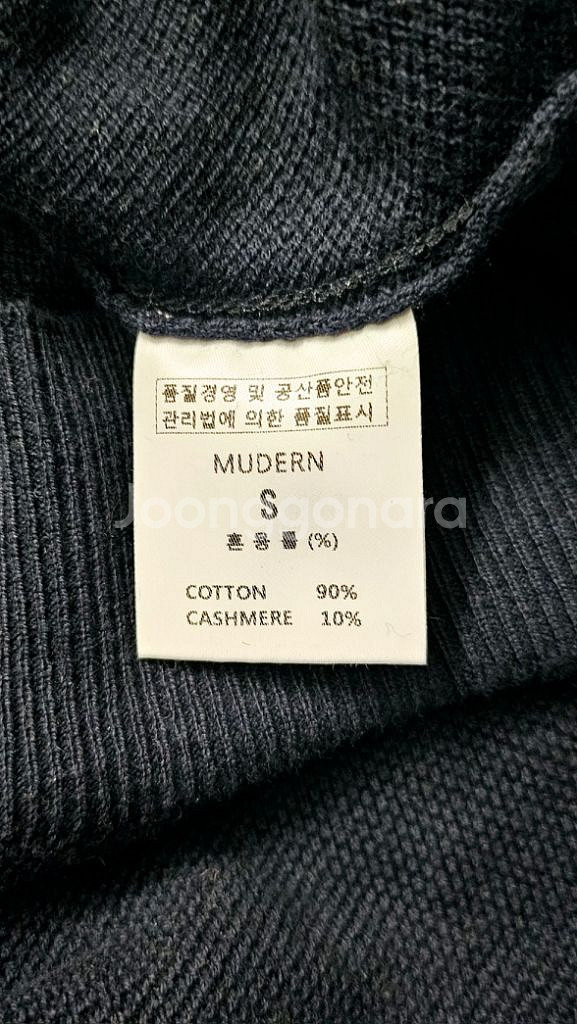 품질경영 및 공산품안전
관리법에 의한 품질표시
MUDERN
S
Joongonara
혼 용 률 (%)
COTTON 90%
CASHMERE 10%